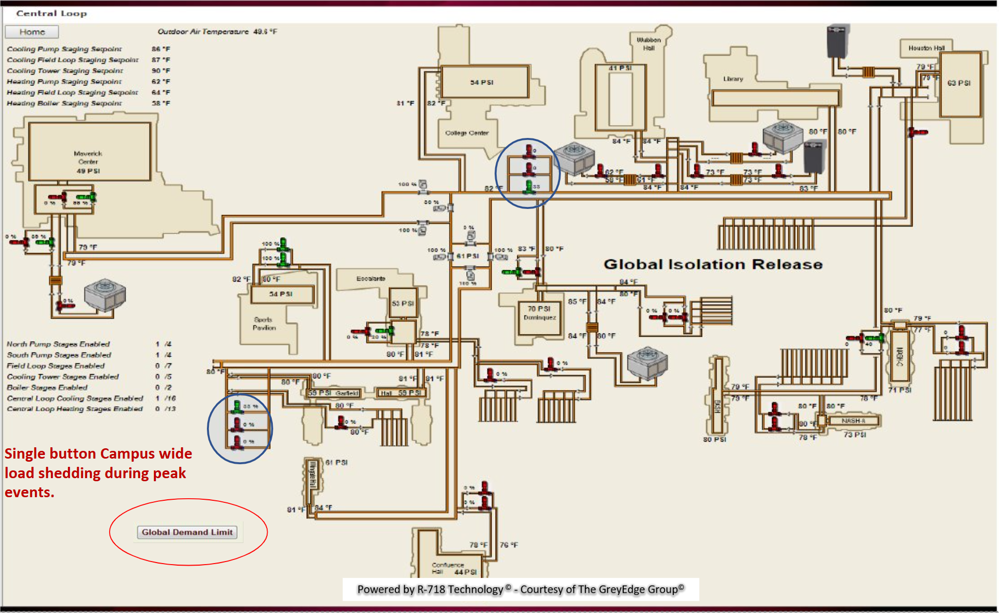 Central Loop
Home
Outdoor Air Temperature 49.6 °F
Cooling Pump Staging Setpoint 86 °F
Cooling Field Loop Staging Setpoint 87 °F
Cooling Tower Staging Setpoint 90 °F
Heating Pump Staging Setpoint 62 °F
Heating Field Loop Staging Setpoint 64 °F
Heating Boiler Staging Setpoint 58 °F
Wubben
Hall
Houston Hall
41 PSI
54 PSI
Library
79 °F
79 °F
63 PSI
81 °F
82 °F
College Center
84 °F
84 °F
80 °F
80 °F
Maverick
Center
49 PSI
0
0
33
62 °F
58 °F
61 °F
73 °F
73 °F
73 °F
84 °F
84 °F
83 °F
82 °F
100 %
0 %
88 %
80 %
100 %
0 %
0 %
88 %
79 °F
79 °F
100 %
100 %
100 %
61 PSI
100 %
100 %
83 °F
80 °F
Global Isolation Release
82 °F
80 °F
54 PSI
Escalante
53 PSI
Sports
Pavilion
0 %
20 %
78 °F
78 °F
80 °F
81 °F
84 °F
80 °F
85 °F
84 °F
70 PSI
Dominquez
0 %
0 %
84 °F
80 °F
0 %
80 °F
79 °F
77 °F
0
40
0
0
NASH-C
71 PSI
North Pump Stages Enabled 1 /4
South Pump Stages Enabled 1 /4
Field Loop Stages Enabled 0 /7
Cooling Tower Stages Enabled 0 /5
Boiler Stages Enabled 0 /2
Central Loop Cooling Stages Enabled 1 /16
Central Loop Heating Stages Enabled 0 /13
80 °F
80 °F
80 °F
81 °F
81 °F
59 PSI Garfield
Hall 59 PSI
80 °F
33 %
0 %
0 %
0 %
80 °F
0 %
0 %
79 °F
79 °F
78 °F
80 °F
80 °F
80 °F
78 °F
NASH-R
73 PSI
80 PSI
Single button Campus wide
load shedding during peak
events.
61 PSI
81 °F
84 °F
0 %
0 %
Global Demand Limit
78 °F
76 °F
Confluence
Hall 44 PSI
Powered by R-718 Technology© - Courtesy of The GreyEdge Group©